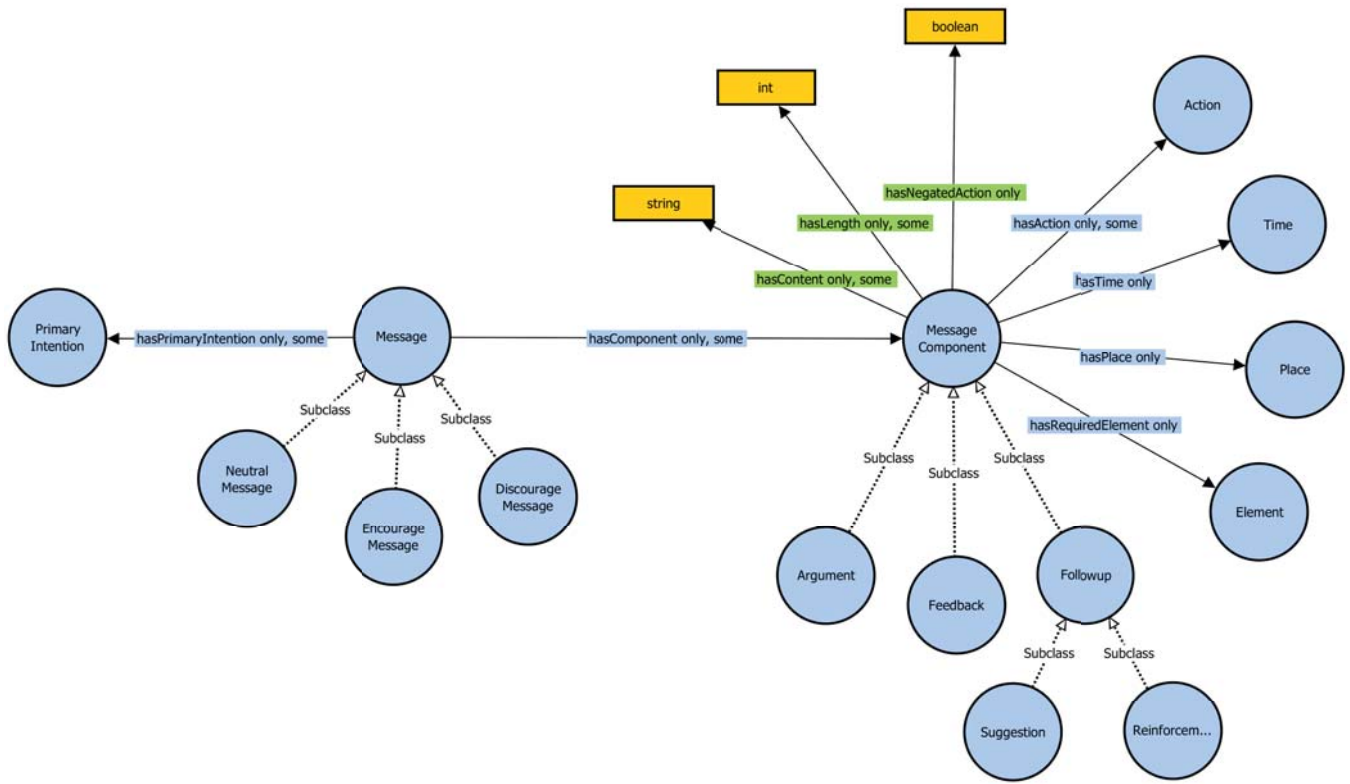 boolean
int
Action
string
hasNegatedAction only
hasLength only, some
hasAction only, some
Time
hasContent only, some
hasTime only
Primary
Intention
hasPrimaryIntention only, some
Message
hasComponent only, some
Message
Component
hasPlace only
Place
Subclass
Subclass
Subclass
hasRequiredElement only
Neutral
Message
Encourage
Message
Discourage
Message
Subclass
Subclass
Subclass
Element
Argument
Feedback
Followup
Subclass
Subclass
Suggestion
Reinforcem...